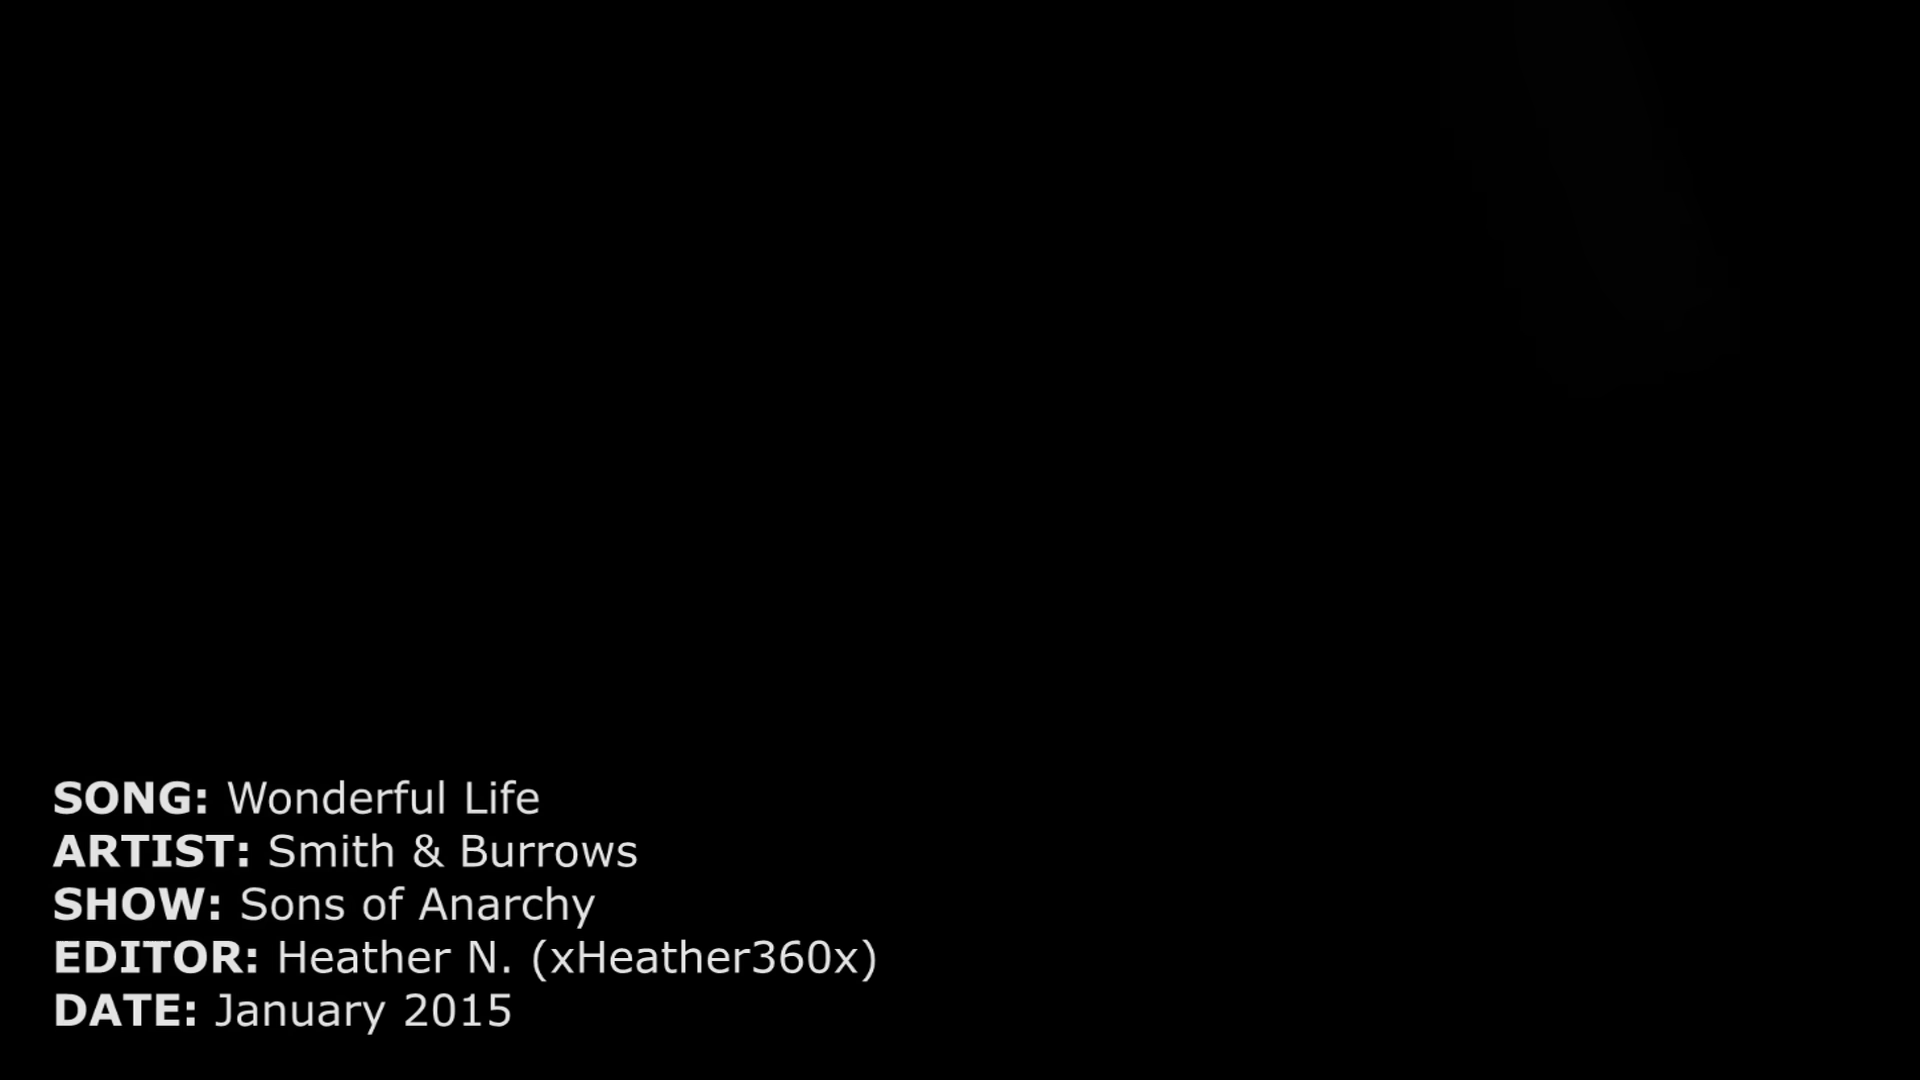 SONG: Wonderful Life
ARTIST: Smith & Burrows
SHOW: Sons of Anarchy
EDITOR: Heather N. (xHeather360x)
DATE: January 2015